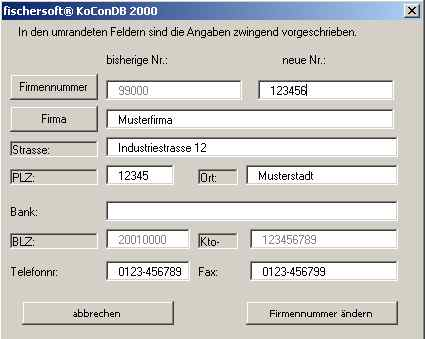 fischersoft® KoConDB 2000
In den umrandeten Feldern sind die Angaben zwingend vorgeschrieben.
bisherige Nr.: neue Nr.:
Firmennummer 99000 123456
Firma Musterfirma
Strasse: Industriestrasse 12
PLZ: 12345 Ort: Musterstadt
Bank:
BLZ: 20010000 Kto- 123456789
Telefonnr: 0123-456789 Fax: 0123-456799
abbrechen Firmennummer ändern